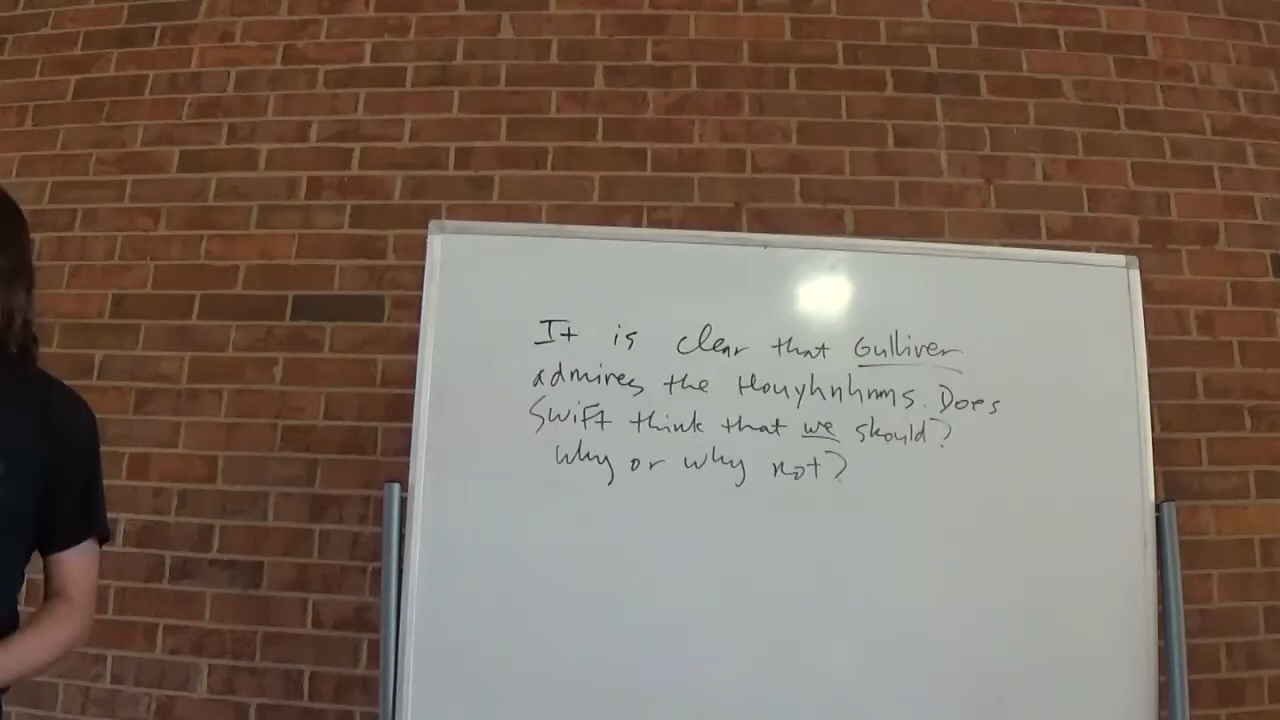 It is clear that Gulliver
admires the Houyhnhnms. Does
Swift think that we should?
Why or why not?